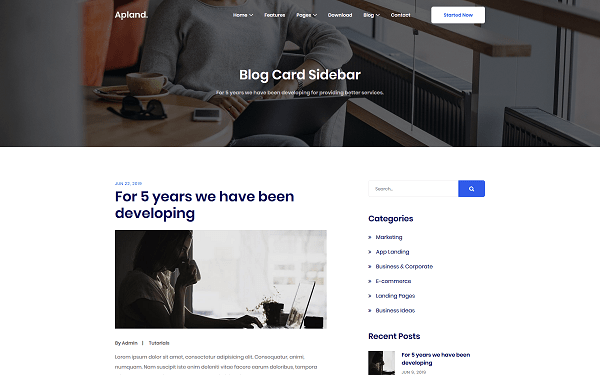 Apland.
Home
Features
Pages
Download
Blog
Contact
Started Now
Blog Card Sidebar
For 5 years we have been developing for providing better services.
JUN 22, 2019
For 5 years we have been
developing
By Admin | Tutorials
Lorem ipsum dolor sit amet, consectetur adipisicing elit. Consequatur, animi,
numquam. Nam suscipit iste enim deleniti vitae facere earum doloribus, tempora
Search...
Categories
Marketing
App Landing
Business & Corporate
E-commerce
Landing Pages
Business Ideas
Recent Posts
For 5 years we have been
developing
JUN 9, 2019